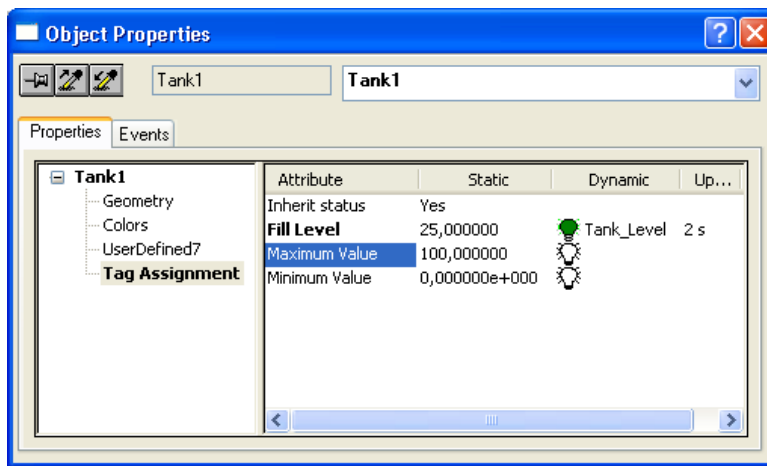 Object Properties
Tank1 Tank1
Properties Events
Tank1
Geometry
Colors
UserDefined7
Tag Assignment
Attribute Static Dynamic Up...
Inherit status Yes
Fill Level 25,000000 Tank_Level 2 s
Maximum Value 100,000000
Minimum Value 0,000000e+000